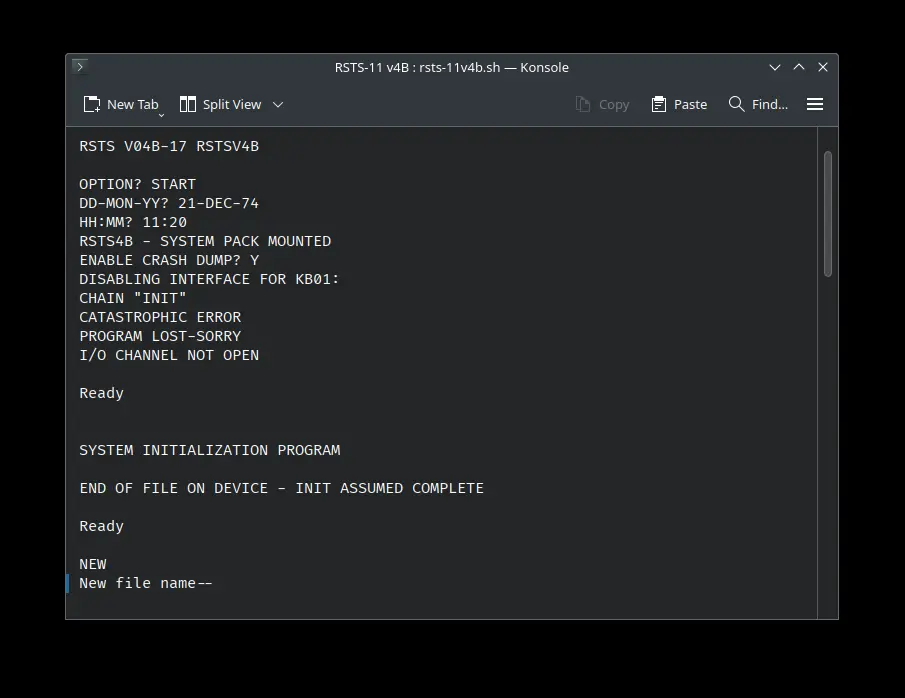 RSTS-11 v4B : rsts-11v4b.sh — Konsole
New Tab Split View Copy Paste Find...
RSTS V04B-17 RSTSV4B
OPTION? START
DD-MON-YY? 21-DEC-74
HH:MM? 11:20
RSTS4B - SYSTEM PACK MOUNTED
ENABLE CRASH DUMP? Y
DISABLING INTERFACE FOR KB01:
CHAIN "INIT"
CATASTROPHIC ERROR
PROGRAM LOST-SORRY
I/O CHANNEL NOT OPEN
Ready
SYSTEM INITIALIZATION PROGRAM
END OF FILE ON DEVICE - INIT ASSUMED COMPLETE
Ready
NEW
New file name--